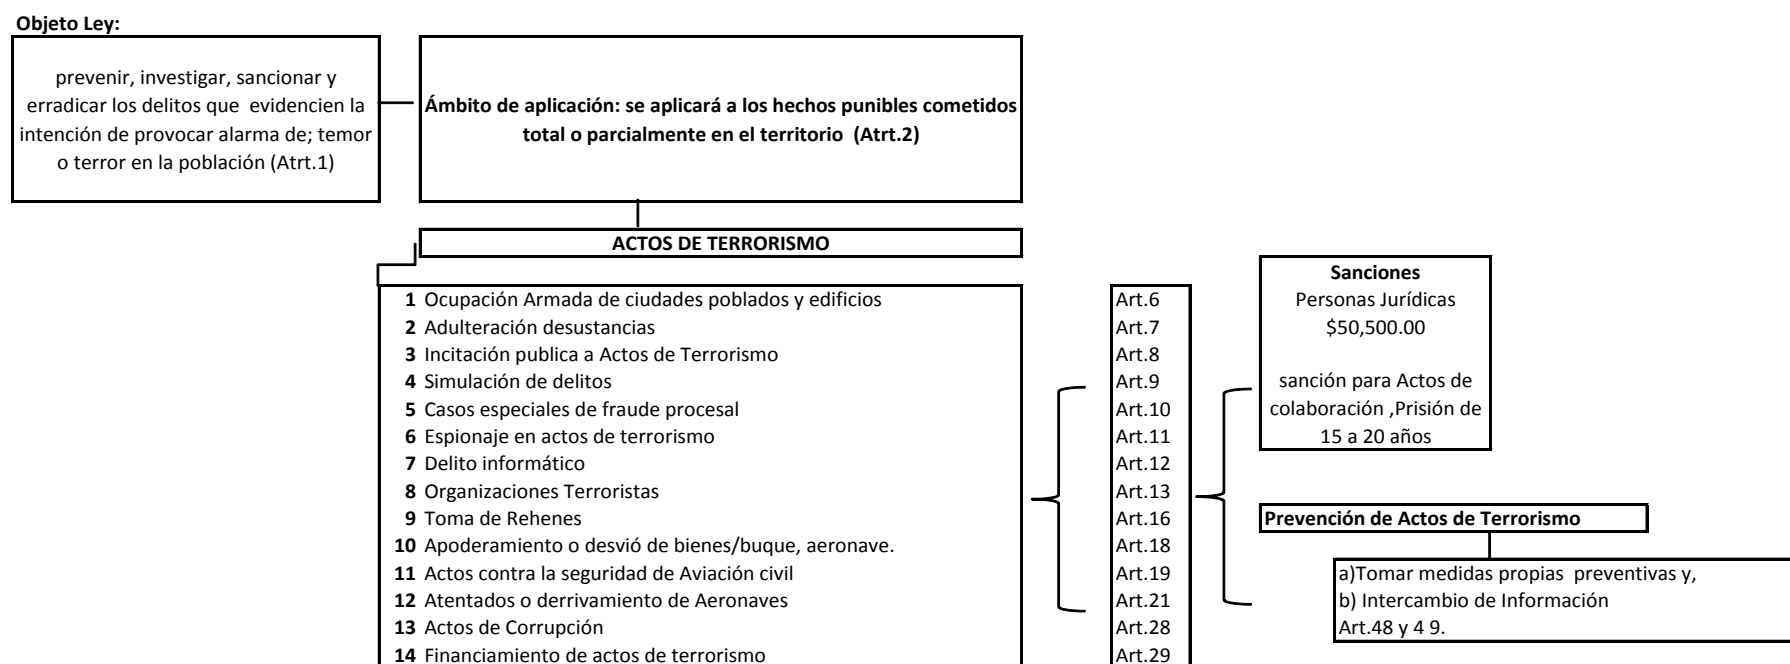 Objeto Ley:
prevenir, investigar, sancionar y
erradicar los delitos que evidencien la
intención de provocar alarma de; temor
o terror en la población (Atrt.1)
Ámbito de aplicación: se aplicará a los hechos punibles cometidos
total o parcialmente en el territorio (Atrt.2)
ACTOS DE TERRORISMO
1 Ocupación Armada de ciudades poblados y edificios
2 Adulteración desustancias
3 Incitación publica a Actos de Terrorismo
4 Simulación de delitos
5 Casos especiales de fraude procesal
6 Espionaje en actos de terrorismo
7 Delito informático
8 Organizaciones Terroristas
9 Toma de Rehenes
10 Apoderamiento o desvió de bienes/buque, aeronave.
11 Actos contra la seguridad de Aviación civil
12 Atentados o derrivamiento de Aeronaves
13 Actos de Corrupción
14 Financiamiento de actos de terrorismo
Art.6
Art.7
Art.8
Art.9
Art.10
Art.11
Art.12
Art.13
Art.16
Art.18
Art.19
Art.21
Art.28
Art.29
Sanciones
Personas Jurídicas
$50,500.00
sanción para Actos de
colaboración ,Prisión de
15 a 20 años
Prevención de Actos de Terrorismo
a)Tomar medidas propias preventivas y,
b) Intercambio de Información
Art.48 y 4 9.